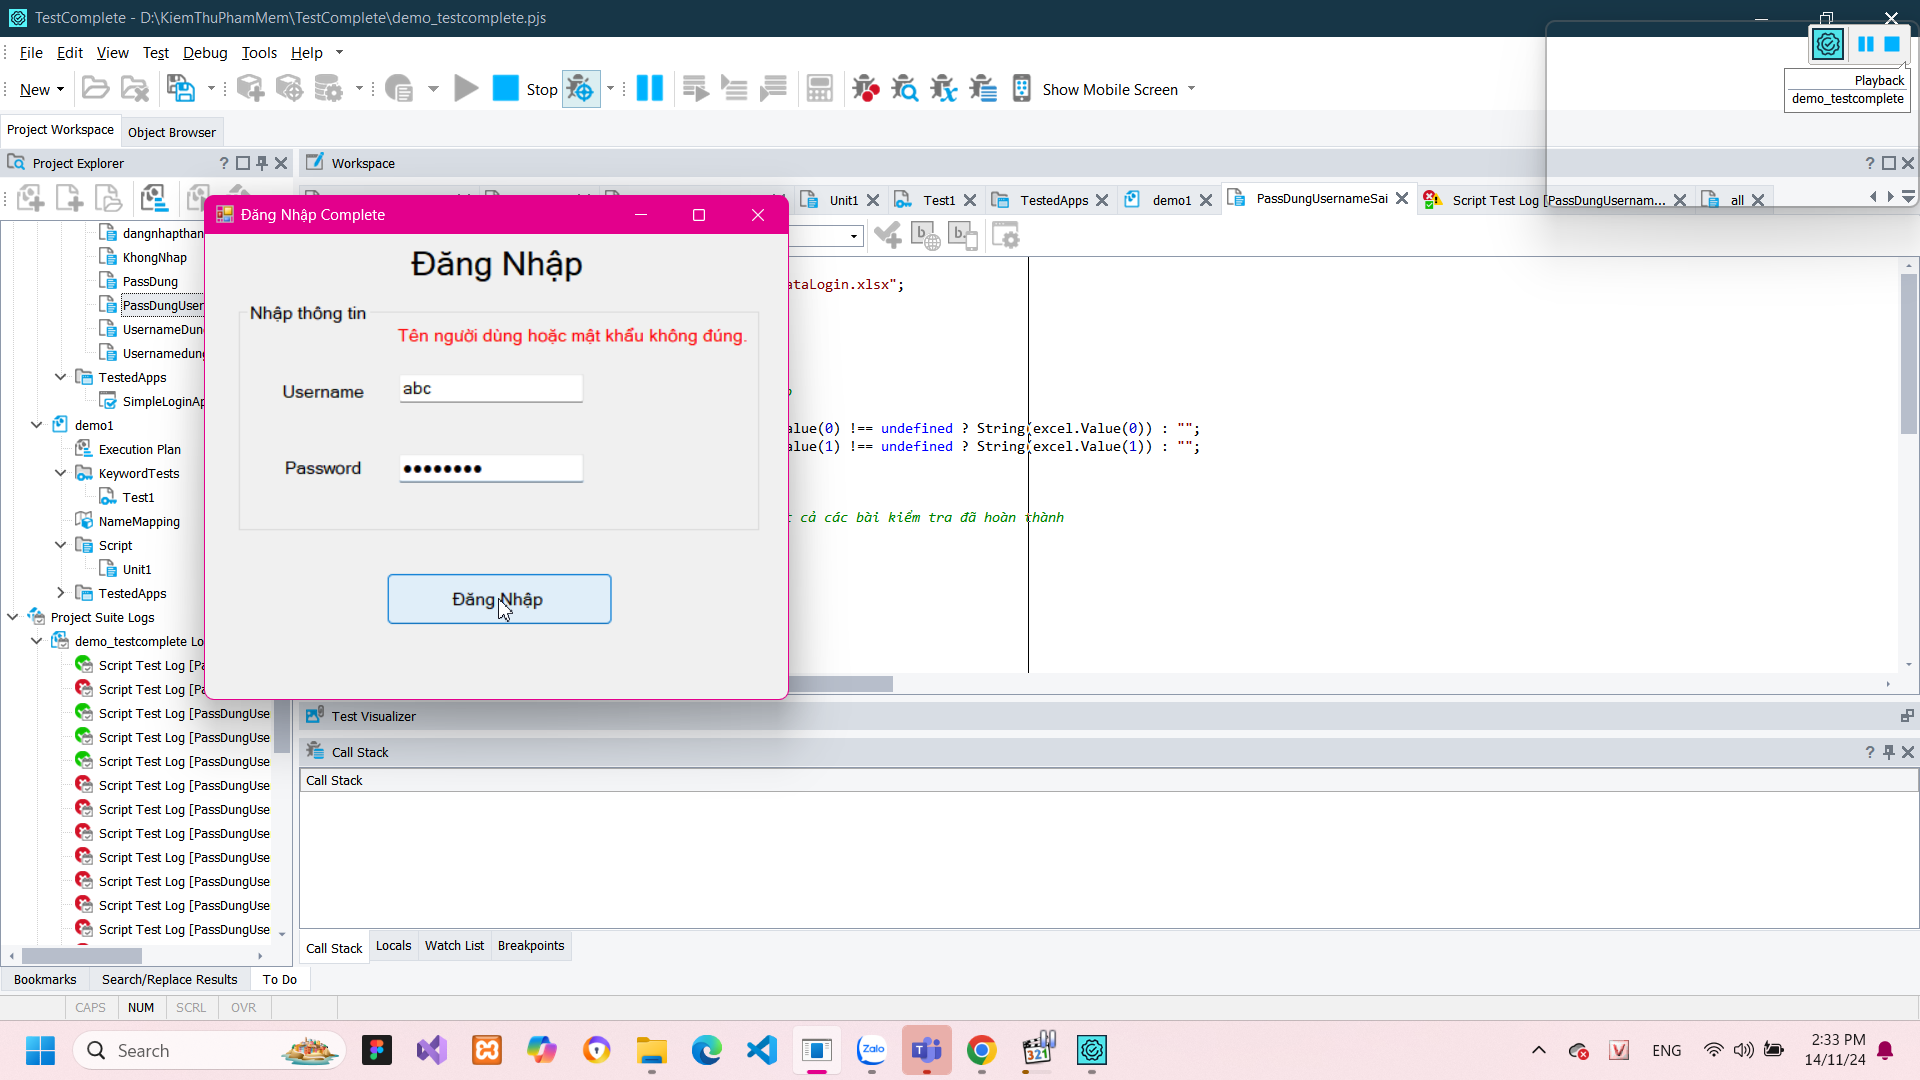 TestComplete - D:\KiemThuPhamMem\TestComplete\demo_testcomplete.pjs
File Edit View Test Debug Tools Help
New
Stop
Show Mobile Screen
Playback
demo_testcomplete
Project Workspace
Object Browser
Project Explorer
Workspace
Unit1
Test1
TestedApps
demo1
PassDungUsernameSai
Script Test Log [PassDungUsernam...
all
dangnhapthan
KhongNhap
PassDung
PassDungUser
UsernameDun
Usernamedung
TestedApps
SimpleLoginAp
demo1
Execution Plan
KeywordTests
Test1
NameMapping
Script
Unit1
TestedApps
Project Suite Logs
demo_testcomplete Lo
Script Test Log [Pa
Script Test Log [Pa
Script Test Log [PassDungUse
Script Test Log [PassDungUse
Script Test Log [PassDungUse
Script Test Log [PassDungUse
Script Test Log [PassDungUse
Script Test Log [PassDungUse
Script Test Log [PassDungUse
Script Test Log [PassDungUse
Script Test Log [PassDungUse
Script Test Log [PassDungUse
Đăng Nhập Complete
Đăng Nhập
Nhập thông tin
Tên người dùng hoặc mật khẩu không đúng.
Username
abc
Password
••••••••
Đăng Nhập
ataLogin.xlsx";
alue(0) !== undefined ? String(excel.Value(0)) : "";
alue(1) !== undefined ? String(excel.Value(1)) : "";
cả các bài kiểm tra đã hoàn thành
Test Visualizer
Call Stack
Call Stack
Call Stack
Locals
Watch List
Breakpoints
Bookmarks
Search/Replace Results
To Do
CAPS
NUM
SCRL
OVR
Search
Zalo
321
ENG
2:33 PM
14/11/24